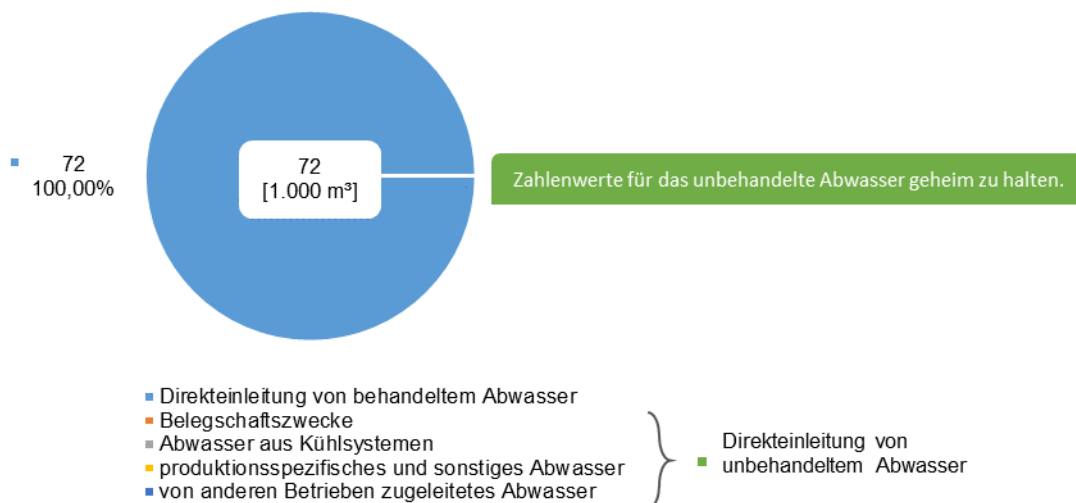 72
100,00%
72
[1.000 m³]
Zahlenwerte für das unbehandelte Abwasser geheim zu halten.
Direkteinleitung von behandeltem Abwasser
Belegschaftszwecke
Abwasser aus Kühlsystemen
produktionsspezifisches und sonstiges Abwasser
von anderen Betrieben zugeleitetes Abwasser
Direkteinleitung von
unbehandeltem Abwasser